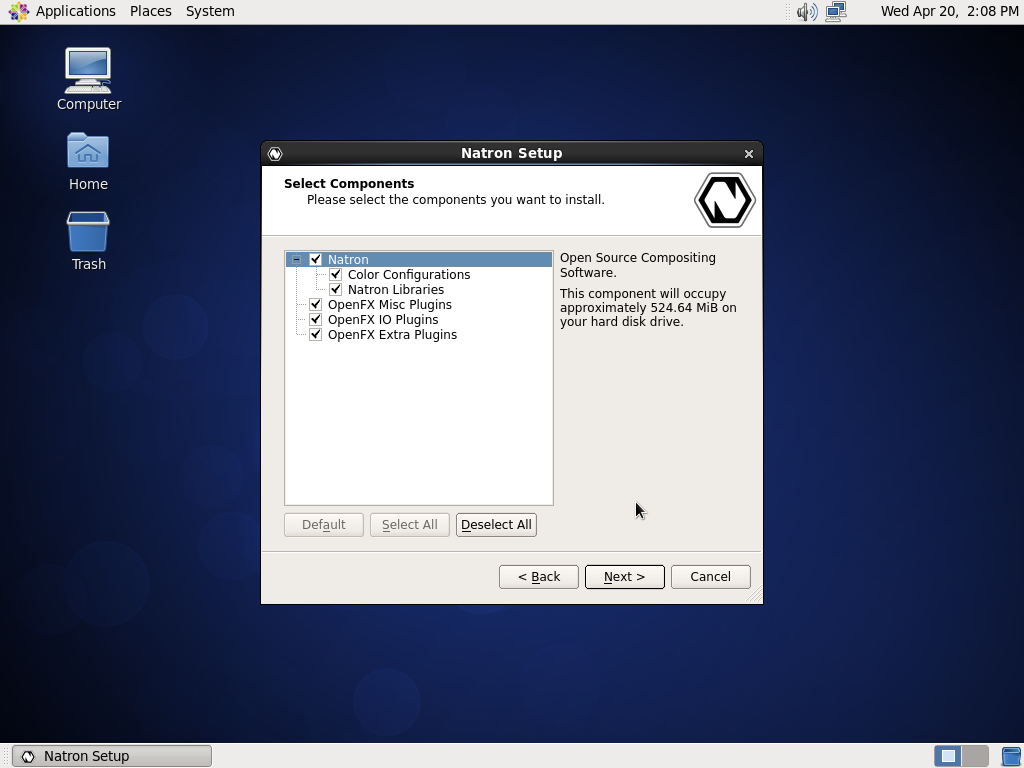 Applications Places System
Wed Apr 20, 2:08 PM
Computer
Home
Trash
Natron Setup
Select Components
Please select the components you want to install.
Natron
Color Configurations
Natron Libraries
OpenFX Misc Plugins
OpenFX IO Plugins
OpenFX Extra Plugins
Open Source Compositing
Software.
This component will occupy
approximately 524.64 MiB on
your hard disk drive.
Default Select All Deselect All
< Back Next > Cancel
Natron Setup